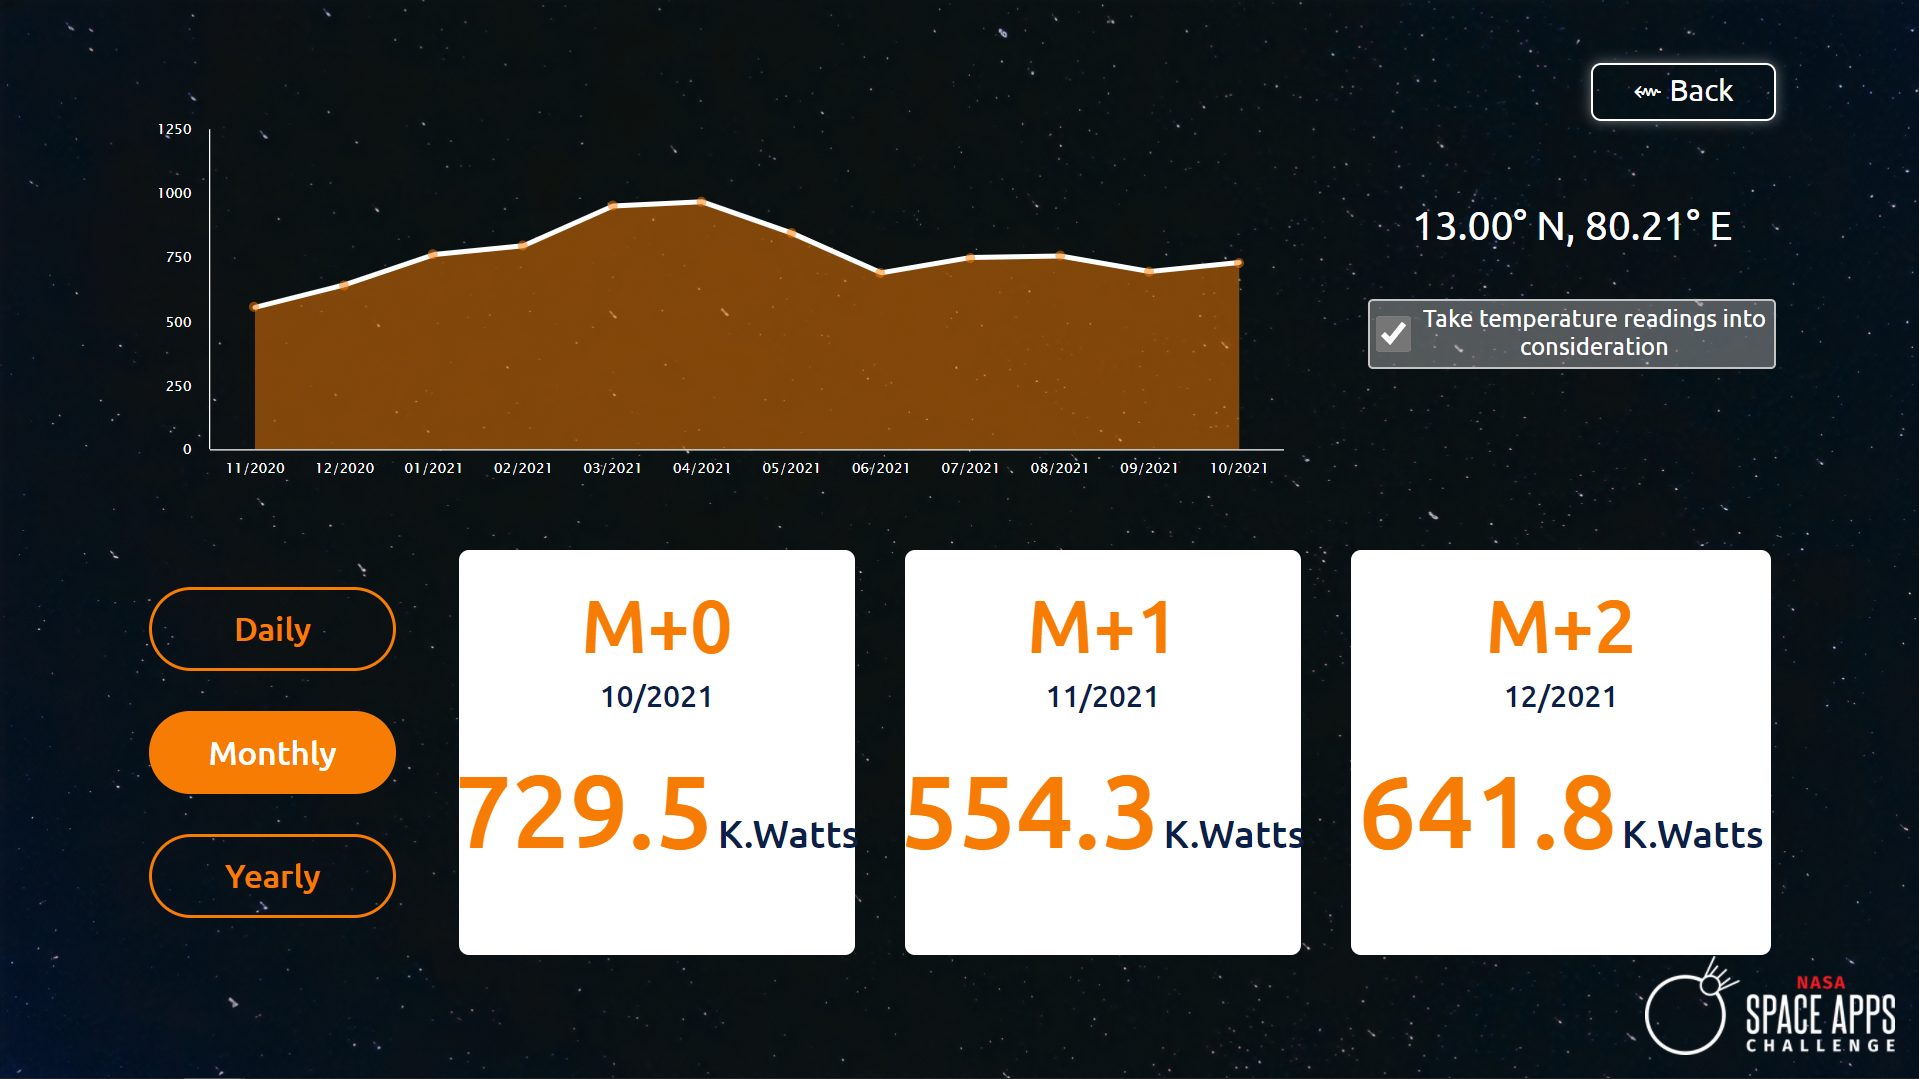 ⬳ Back
1250
1000
750
500
250
0
11/2020 12/2020 01/2021 02/2021 03/2021 04/2021 05/2021 06/2021 07/2021 08/2021 09/2021 10/2021
13.00° N, 80.21° E
Take temperature readings into
consideration
Daily
Monthly
Yearly
M+0
10/2021
729.5 K.Watts
M+1
11/2021
554.3 K.Watts
M+2
12/2021
641.8 K.Watts
NASA
SPACE APPS
CHALLENGE